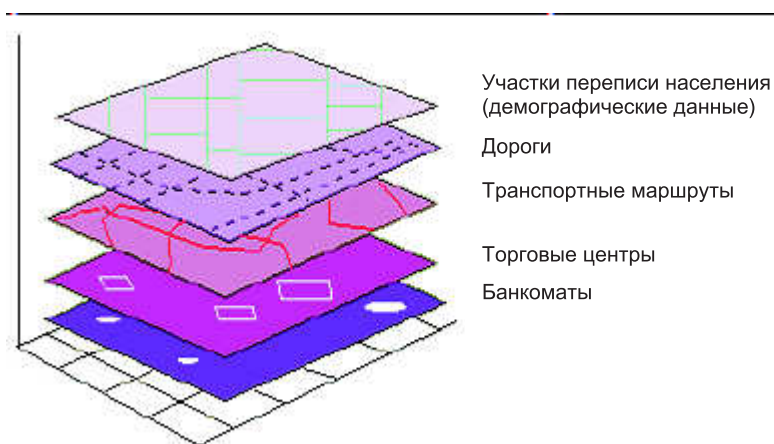 Участки переписи населения
(демографические данные)
Дороги
Транспортные маршруты
Торговые центры
Банкоматы